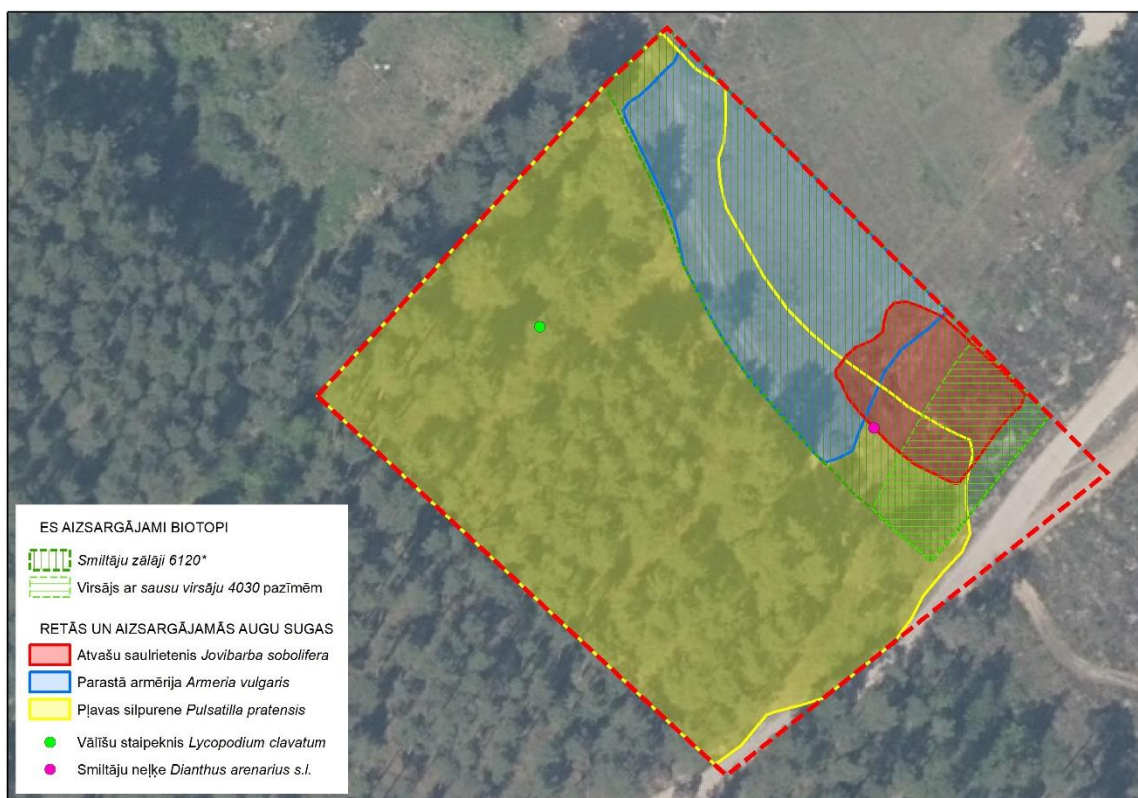 ES AIZSARGĀJAMI BIOTOPI
Smiltāju zālāji 6120*
Virsājs ar sausu virsāju 4030 pazīmēm
RETĀS UN AIZSARGĀJAMĀS AUGU SUGAS
Atvašu saulrietenis Jovibarba sobolifera
Parastā armērija Armeria vulgaris
Pļavas silpurene Pulsatilla pratensis
Vālīšu staipeknis Lycopodium clavatum
Smiltāju neļķe Dianthus arenarius s.l.